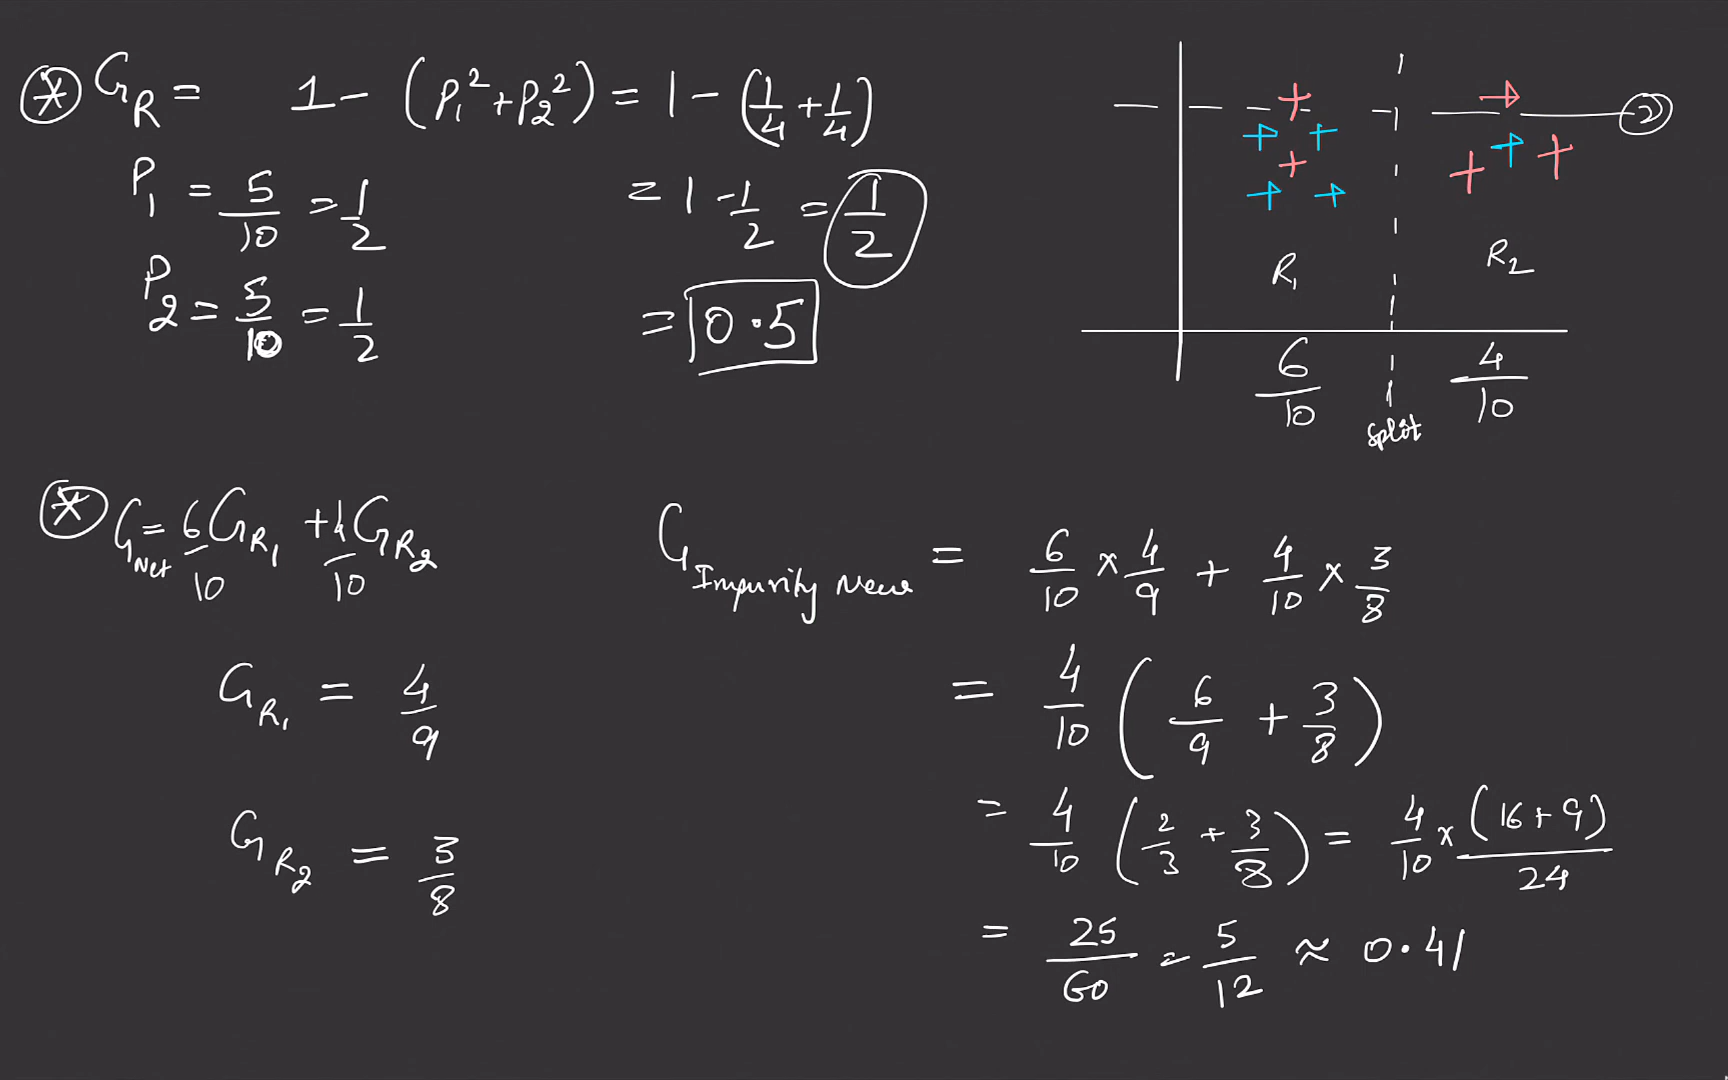 * G_R = 1 - (P₁² + P₂²) = 1 - (1/4 + 1/4)
P₁ = 5/10 = 1/2
= 1 - 1/2 = 1/2
P₂ = 5/10 = 1/2
= 0.5
2
R₁ R₂
6/10 4/10
split
* G_Net = 6/10 G_R₁ + 4/10 G_R₂
G_R₁ = 4/9
G_R₂ = 3/8
G_Impurity New = 6/10 × 4/9 + 4/10 × 3/8
= 4/10 (6/9 + 3/8)
= 4/10 (2/3 + 3/8) = 4/10 × (16+9)/24
= 25/60 = 5/12 ≈ 0.41